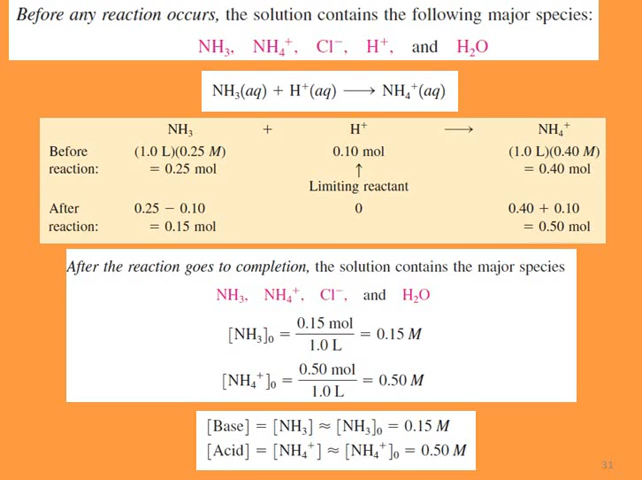 Before any reaction occurs, the solution contains the following major species:
NH₃, NH₄⁺, Cl⁻, H⁺, and H₂O
NH₃(aq) + H⁺(aq) ⟶ NH₄⁺(aq)
NH₃ + H⁺ ⟶ NH₄⁺
Before (1.0 L)(0.25 M) 0.10 mol (1.0 L)(0.40 M)
reaction: = 0.25 mol ↑ = 0.40 mol
Limiting reactant
After 0.25 − 0.10 0 0.40 + 0.10
reaction: = 0.15 mol = 0.50 mol
After the reaction goes to completion, the solution contains the major species
NH₃, NH₄⁺, Cl⁻, and H₂O
[NH₃]₀ = 0.15 mol / 1.0 L = 0.15 M
[NH₄⁺]₀ = 0.50 mol / 1.0 L = 0.50 M
[Base] = [NH₃] ≈ [NH₃]₀ = 0.15 M
[Acid] = [NH₄⁺] ≈ [NH₄⁺]₀ = 0.50 M
31